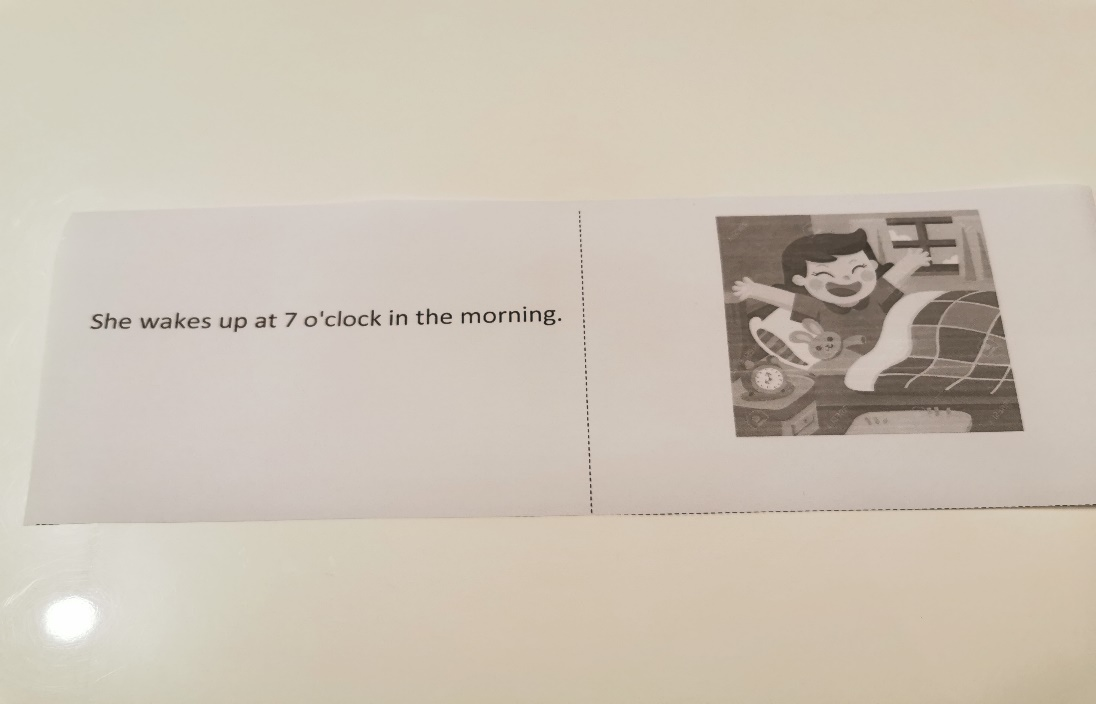 She wakes up at 7 o'clock in the morning.